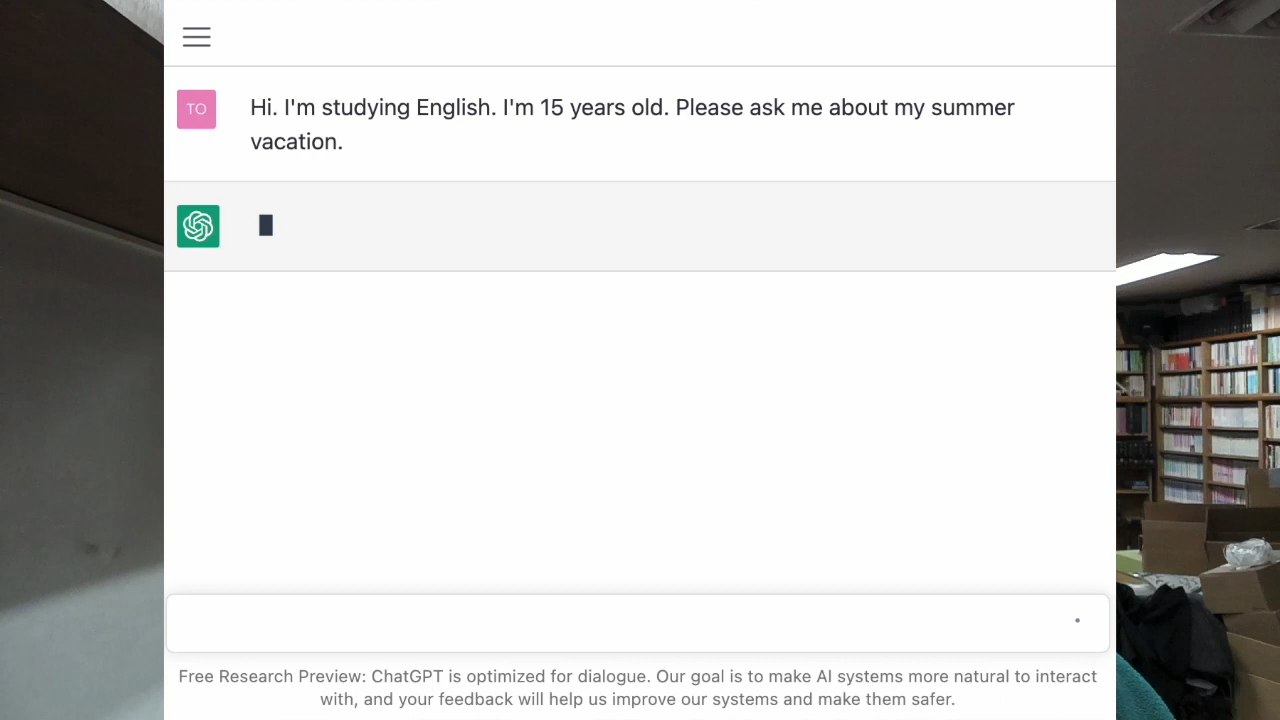 TO
Hi. I'm studying English. I'm 15 years old. Please ask me about my summer
vacation.
Free Research Preview: ChatGPT is optimized for dialogue. Our goal is to make AI systems more natural to interact
with, and your feedback will help us improve our systems and make them safer.